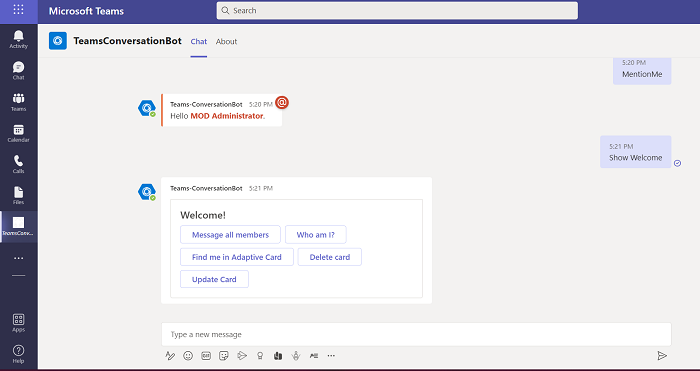 Microsoft Teams
Search
Activity
Chat
Teams
Calendar
Calls
Files
TeamsConv...
Apps
Help
TeamsConversationBot Chat About
5:20 PM
MentionMe
Teams-ConversationBot 5:20 PM @
Hello MOD Administrator.
5:21 PM
Show Welcome
Teams-ConversationBot 5:21 PM
Welcome!
Message all members Who am I?
Find me in Adaptive Card Delete card
Update Card
Type a new message
GIF